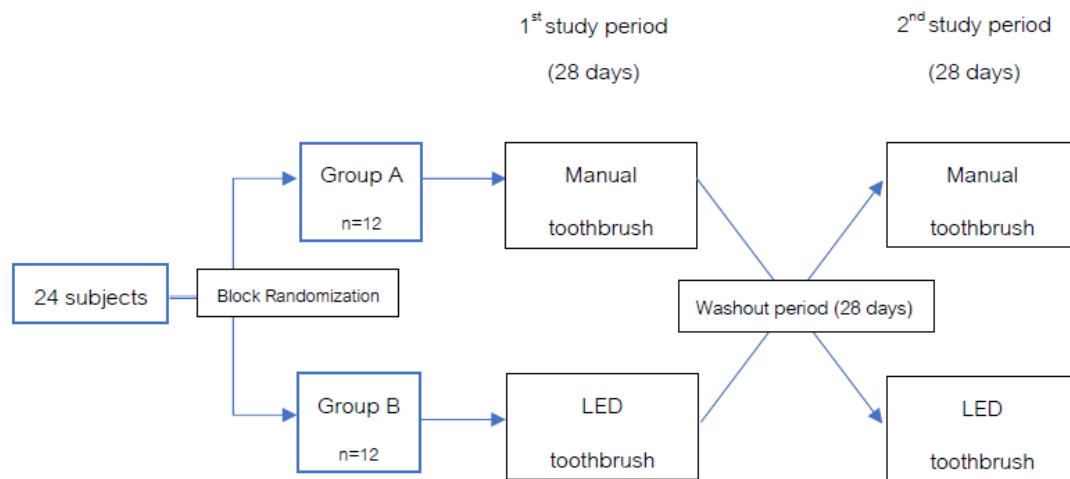 1st study period
(28 days)
2nd study period
(28 days)
Group A
n=12
Manual
toothbrush
Manual
toothbrush
24 subjects
Block Randomization
Washout period (28 days)
Group B
n=12
LED
toothbrush
LED
toothbrush